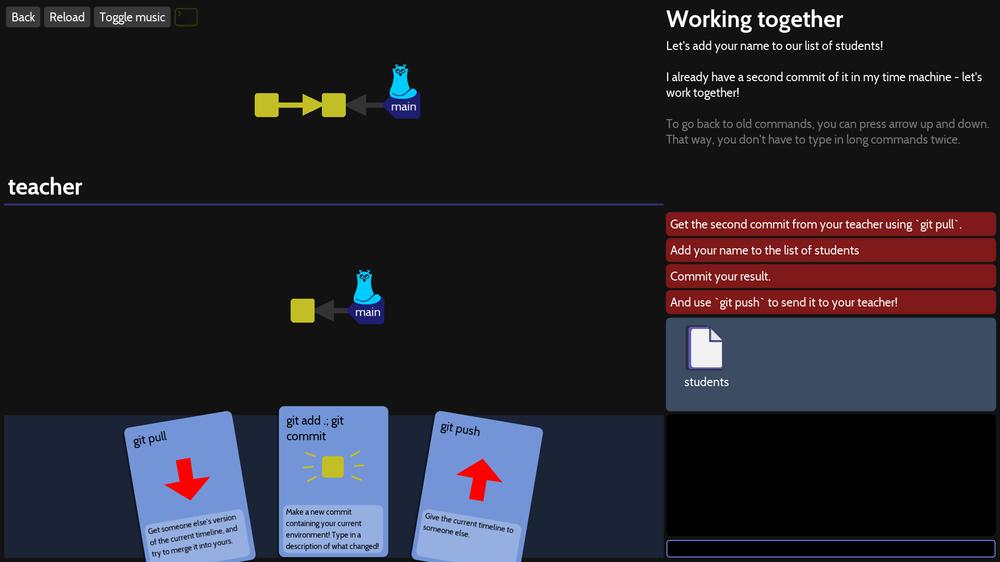 Back
Reload
Toggle music
main
teacher
main
git pull
Get someone else's version
of the current timeline, and
try to merge it into yours.
git add .; git
commit
Make a new commit
containing your current
environment! Type in a
description of what changed!
git push
Give the current timeline to
someone else.
Working together
Let's add your name to our list of students!
I already have a second commit of it in my time machine - let's
work together!
To go back to old commands, you can press arrow up and down.
That way, you don't have to type in long commands twice.
Get the second commit from your teacher using `git pull`.
Add your name to the list of students
Commit your result.
And use `git push` to send it to your teacher!
students